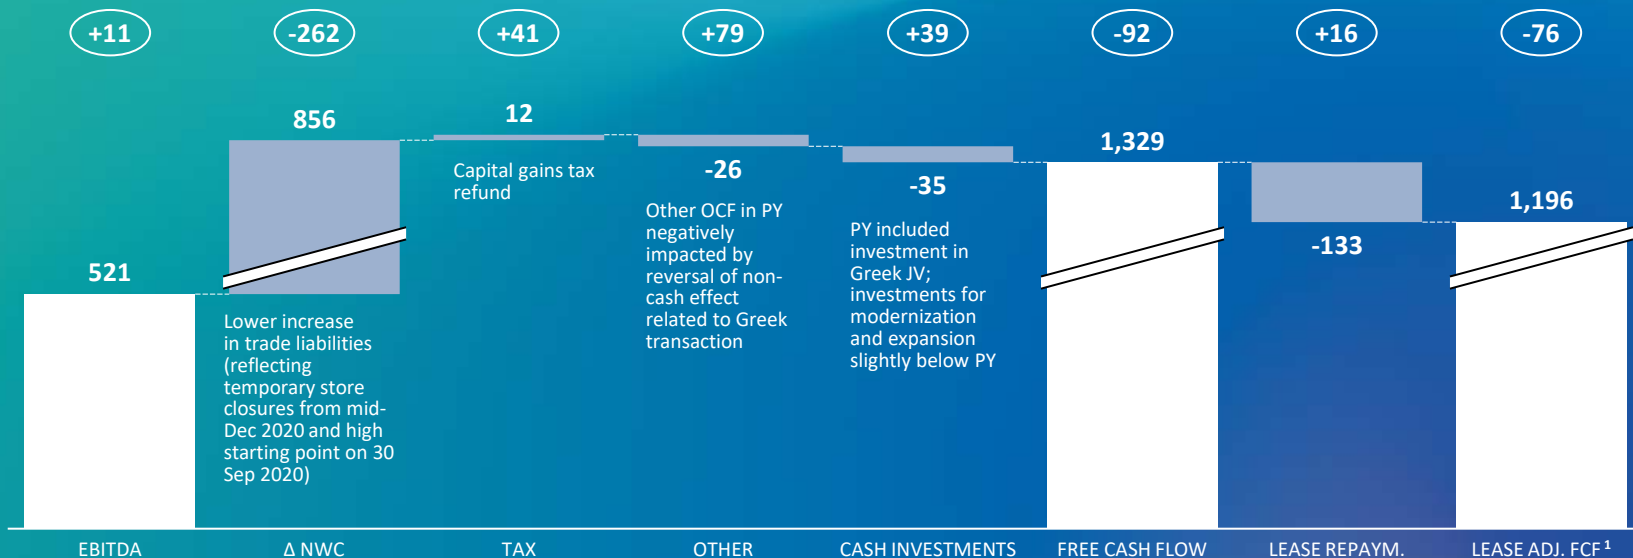 +11
-262
+41
+79
+39
-92
+16
-76
521
856
Lower increase
in trade liabilities
(reflecting
temporary store
closures from mid-
Dec 2020 and high
starting point on 30
Sep 2020)
12
Capital gains tax
refund
-26
Other OCF in PY
negatively
impacted by
reversal of non-
cash effect
related to Greek
transaction
-35
PY included
investment in
Greek JV;
investments for
modernization
and expansion
slightly below PY
1,329
-133
1,196
EBITDA
Δ NWC
TAX
OTHER
CASH INVESTMENTS
FREE CASH FLOW
LEASE REPAYM.
LEASE ADJ. FCF ¹